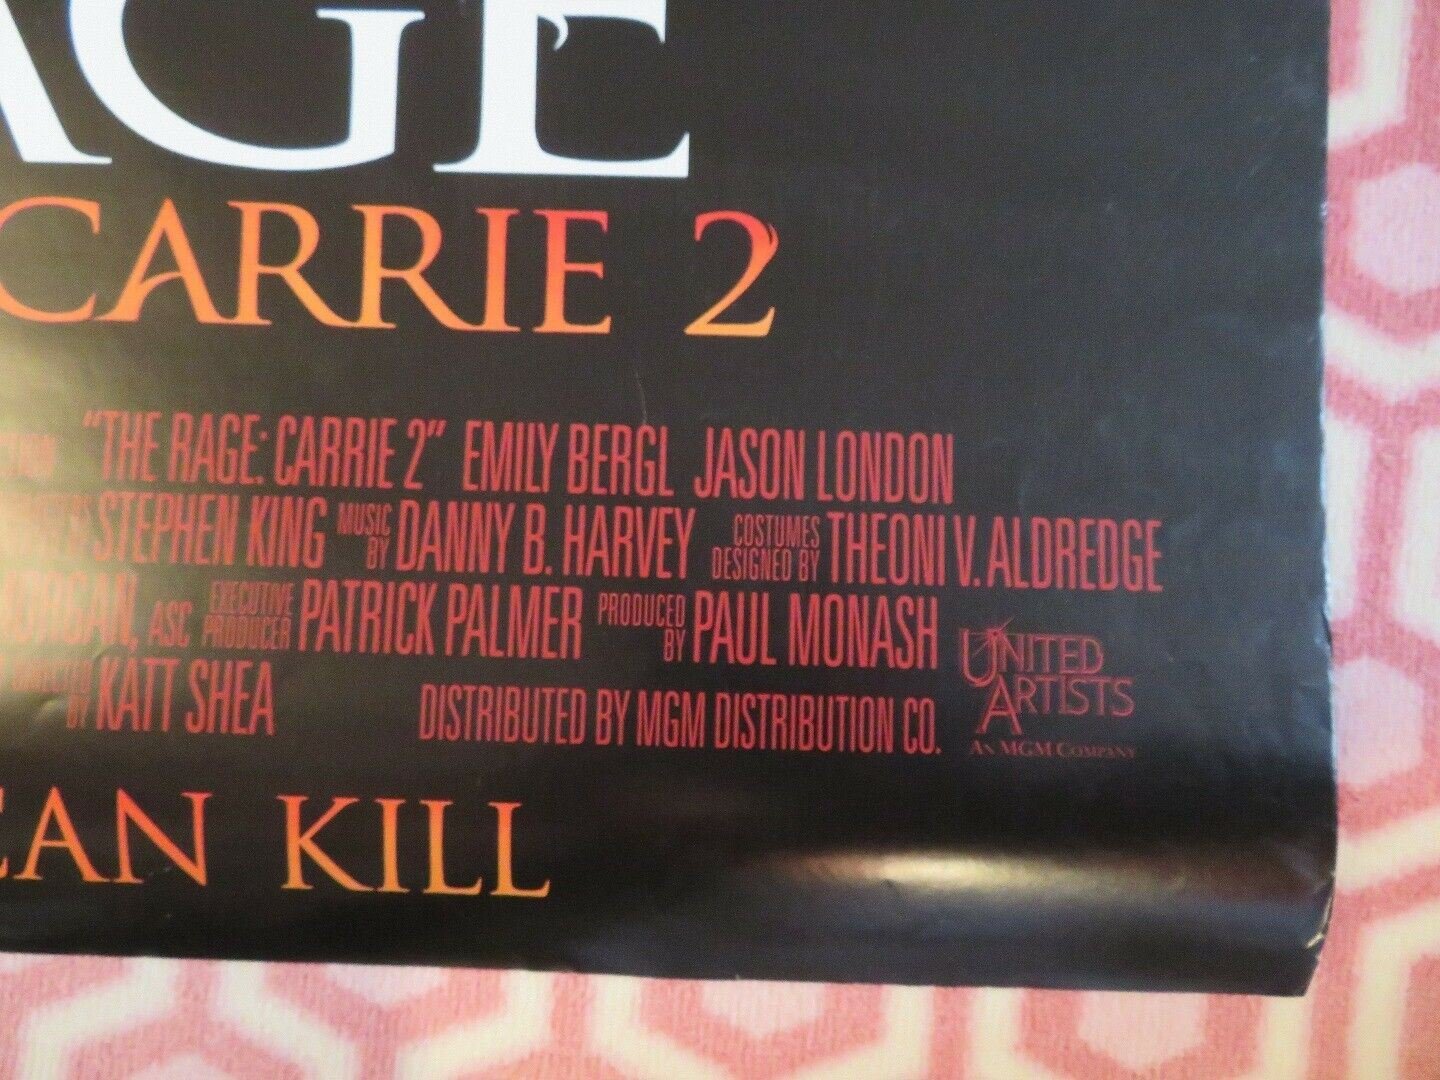 AGE
CARRIE 2
"THE RAGE: CARRIE 2" EMILY BERGL JASON LONDON
STEPHEN KING MUSIC BY DANNY B. HARVEY COSTUMES DESIGNED BY THEONI V. ALDREDGE
ORGAN, ASC EXECUTIVE PRODUCER PATRICK PALMER PRODUCED BY PAUL MONASH
BY KATT SHEA DISTRIBUTED BY MGM DISTRIBUTION CO.
UNITED
ARTISTS
AN MGM COMPANY
CAN KILL